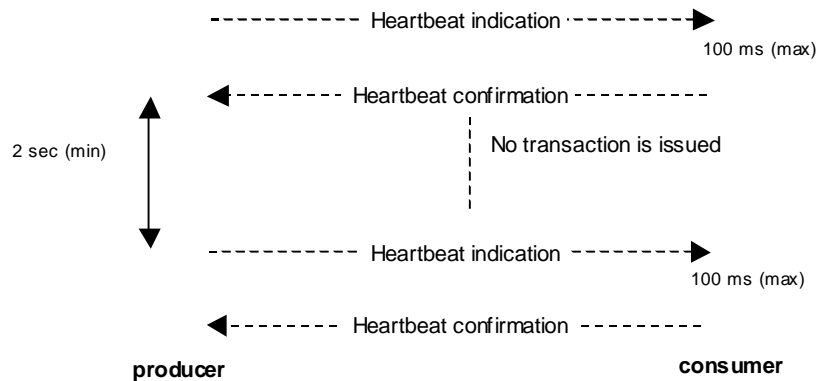 Heartbeat indication
100 ms (max)
Heartbeat confirmation
2 sec (min)
No transaction is issued
Heartbeat indication
100 ms (max)
Heartbeat confirmation
producer
consumer